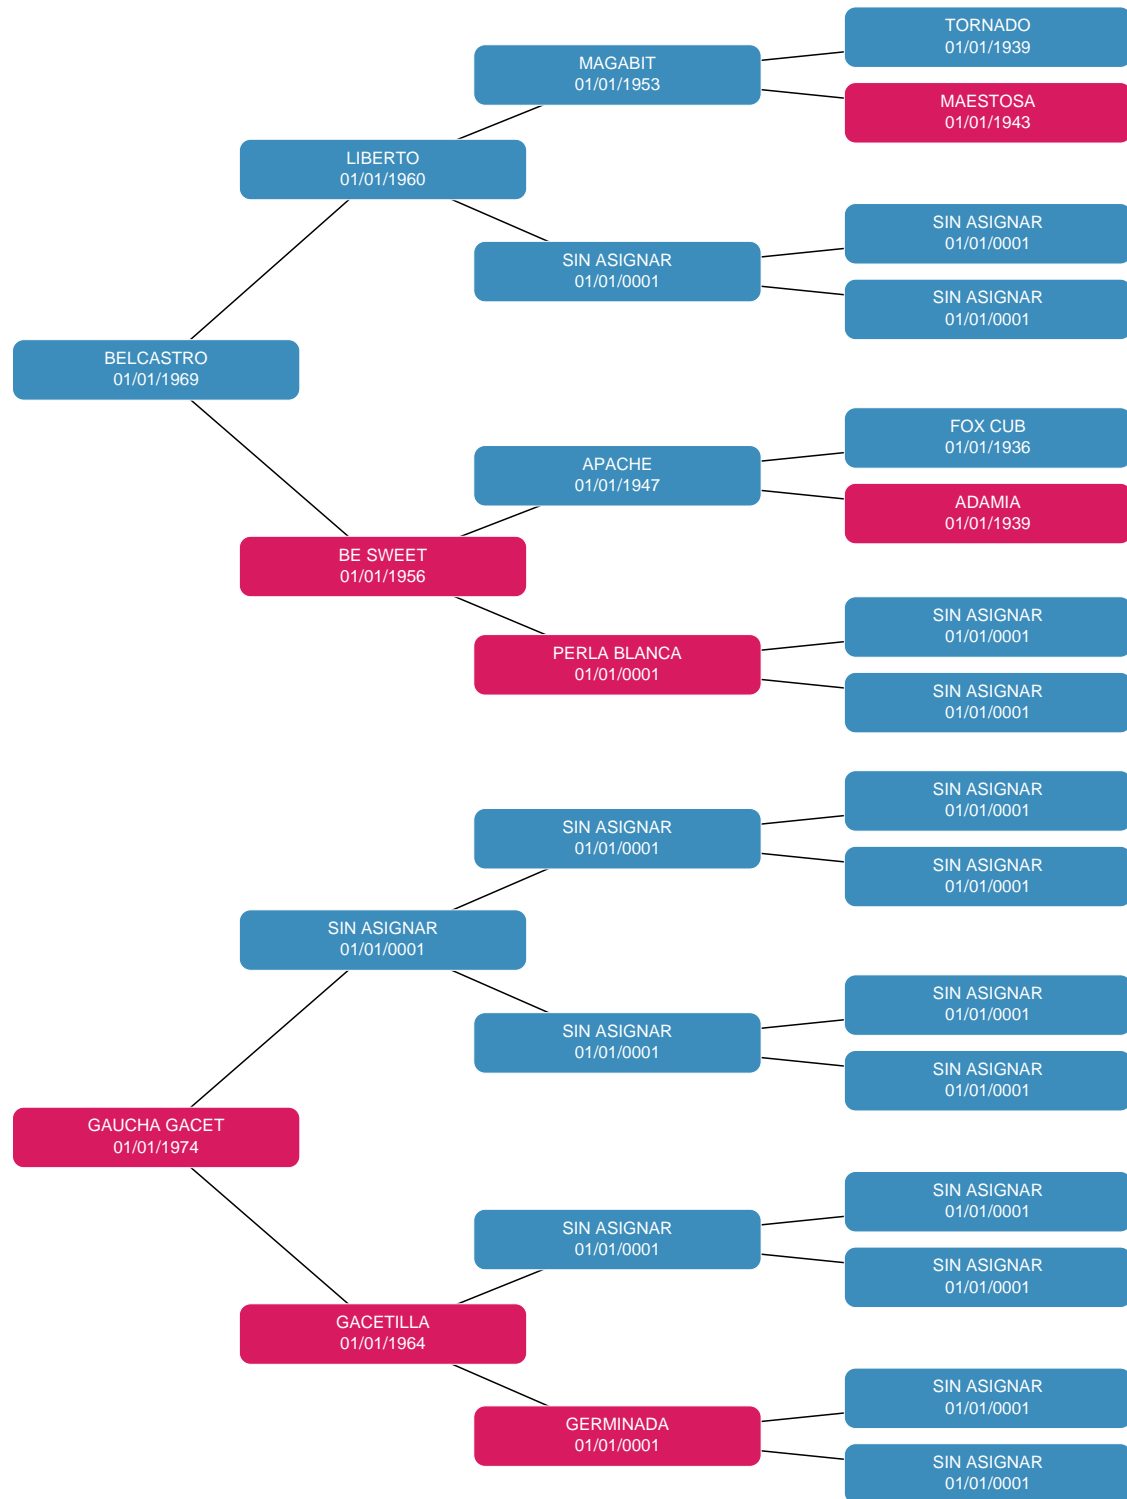 TORNADO
01/01/1939
MAGABIT
01/01/1953
MAESTOSA
01/01/1943
LIBERTO
01/01/1960
SIN ASIGNAR
01/01/0001
SIN ASIGNAR
01/01/0001
SIN ASIGNAR
01/01/0001
BELCASTRO
01/01/1969
FOX CUB
01/01/1936
APACHE
01/01/1947
ADAMIA
01/01/1939
BE SWEET
01/01/1956
SIN ASIGNAR
01/01/0001
PERLA BLANCA
01/01/0001
SIN ASIGNAR
01/01/0001
SIN ASIGNAR
01/01/0001
SIN ASIGNAR
01/01/0001
SIN ASIGNAR
01/01/0001
SIN ASIGNAR
01/01/0001
SIN ASIGNAR
01/01/0001
SIN ASIGNAR
01/01/0001
SIN ASIGNAR
01/01/0001
GAUCHA GACET
01/01/1974
SIN ASIGNAR
01/01/0001
SIN ASIGNAR
01/01/0001
SIN ASIGNAR
01/01/0001
GACETILLA
01/01/1964
SIN ASIGNAR
01/01/0001
GERMINADA
01/01/0001
SIN ASIGNAR
01/01/0001